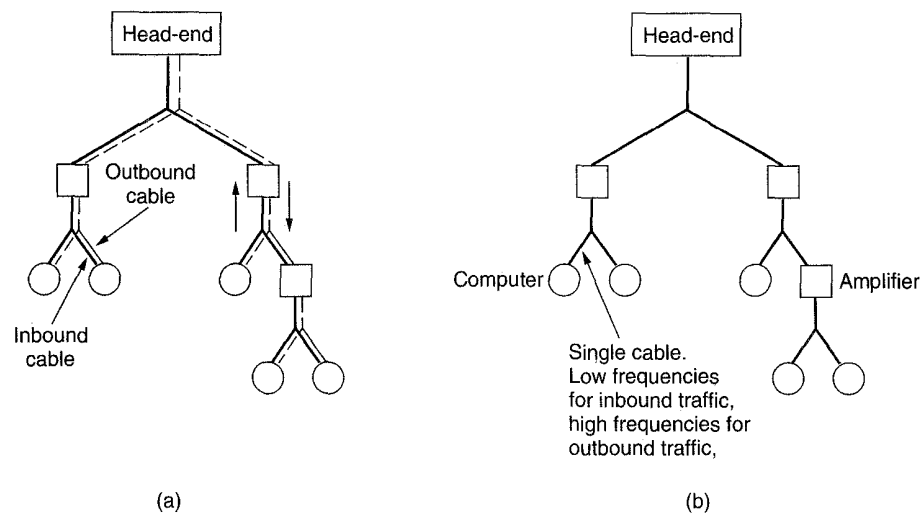 Head-end
Outbound
cable
Inbound
cable
(a)
Head-end
Computer
Amplifier
Single cable.
Low frequencies
for inbound traffic,
high frequencies for
outbound traffic,
(b)